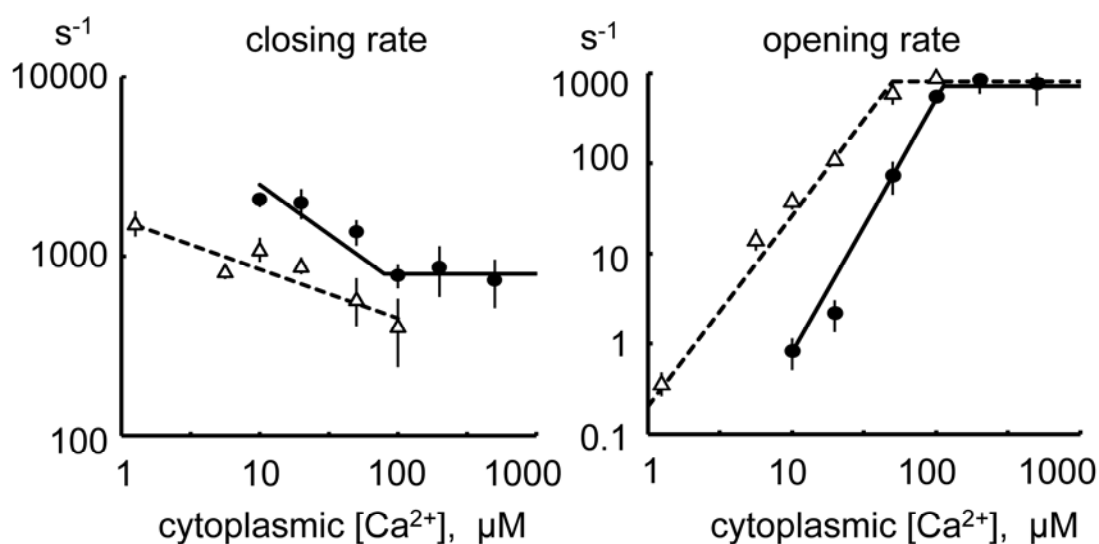 s⁻¹ closing rate
10000
1000
100
1 10 100 1000
cytoplasmic [Ca²⁺], μM
s⁻¹ opening rate
1000
100
10
1
0.1
1 10 100 1000
cytoplasmic [Ca²⁺], μM